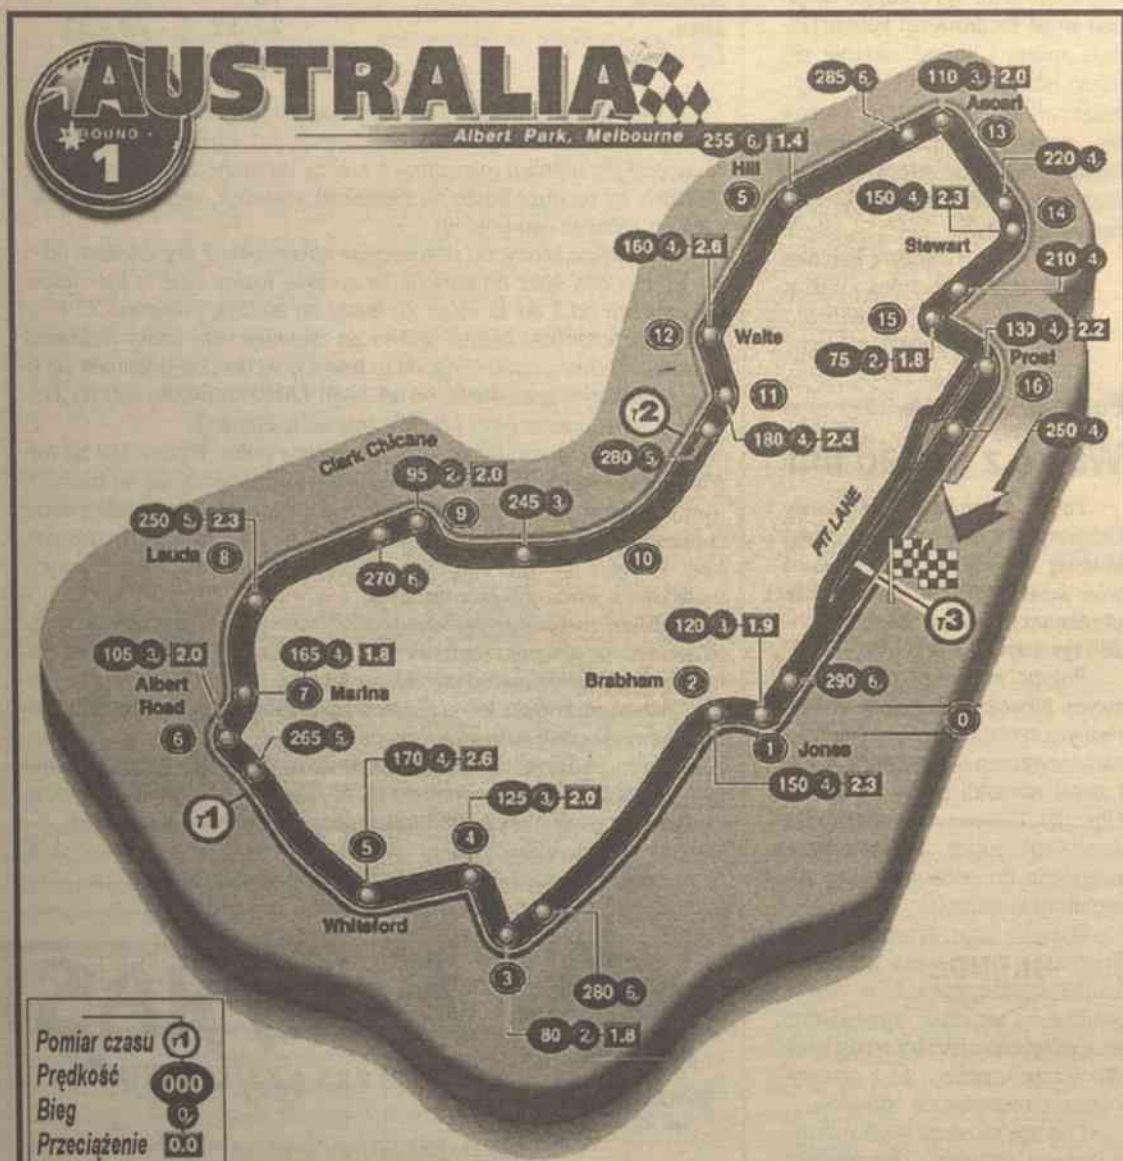 AUSTRALIA
ROUND
1
Albert Park, Melbourne
285 6.
110 3. 2.0
Ascari
13
255 6. 1.4
Hill
5
220 4.
150 4. 2.3
14
Stewart
160 4. 2.6
210 4.
12
Waite
15
130 4. 2.2
75 2. 1.8
Prost
16
11
T2
180 4. 2.4
280 5.
250 4.
Clark Chicane
95 2. 2.0
9
245 3.
250 5. 2.3
Lauda 8
10
270 6.
PIT LANE
T3
120 3. 1.9
105 3. 2.0
165 4. 1.8
Brabham 2
290 6.
Albert
Road
7 Marina
0
6
265 5.
1 Jones
170 4. 2.6
150 4. 2.3
125 3. 2.0
T1
5
4
Whiteford
3
280 6.
80 2. 1.8
Pomiar czasu T1
Prędkość 000
Bieg 0.
Przeciążenie 0.0